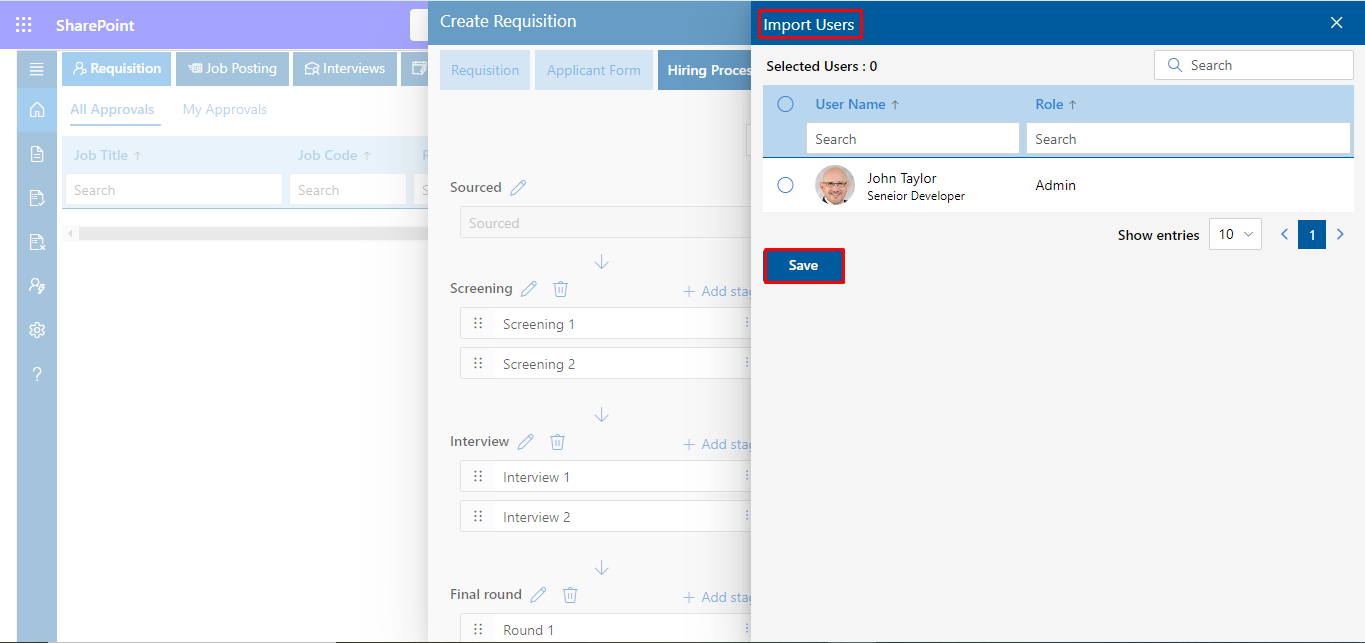 SharePoint
Requisition
Job Posting
Interviews
All Approvals
My Approvals
Job Title ↑
Job Code ↑
Search
Search
Create Requisition
Requisition
Applicant Form
Hiring Proces
Sourced
Sourced
Screening
+ Add sta
Screening 1
Screening 2
Interview
+ Add sta
Interview 1
Interview 2
Final round
+ Add sta
Round 1
Import Users
Selected Users : 0
Search
User Name ↑
Role ↑
Search
Search
John Taylor
Seneior Developer
Admin
Show entries
10
1
Save